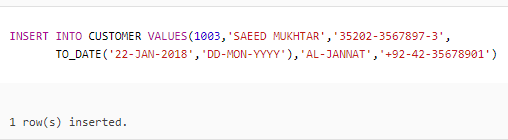 INSERT INTO CUSTOMER VALUES(1003,'SAEED MUKHTAR','35202-3567897-3',
TO_DATE('22-JAN-2018','DD-MON-YYYY'),'AL-JANNAT','+92-42-35678901')
1 row(s) inserted.